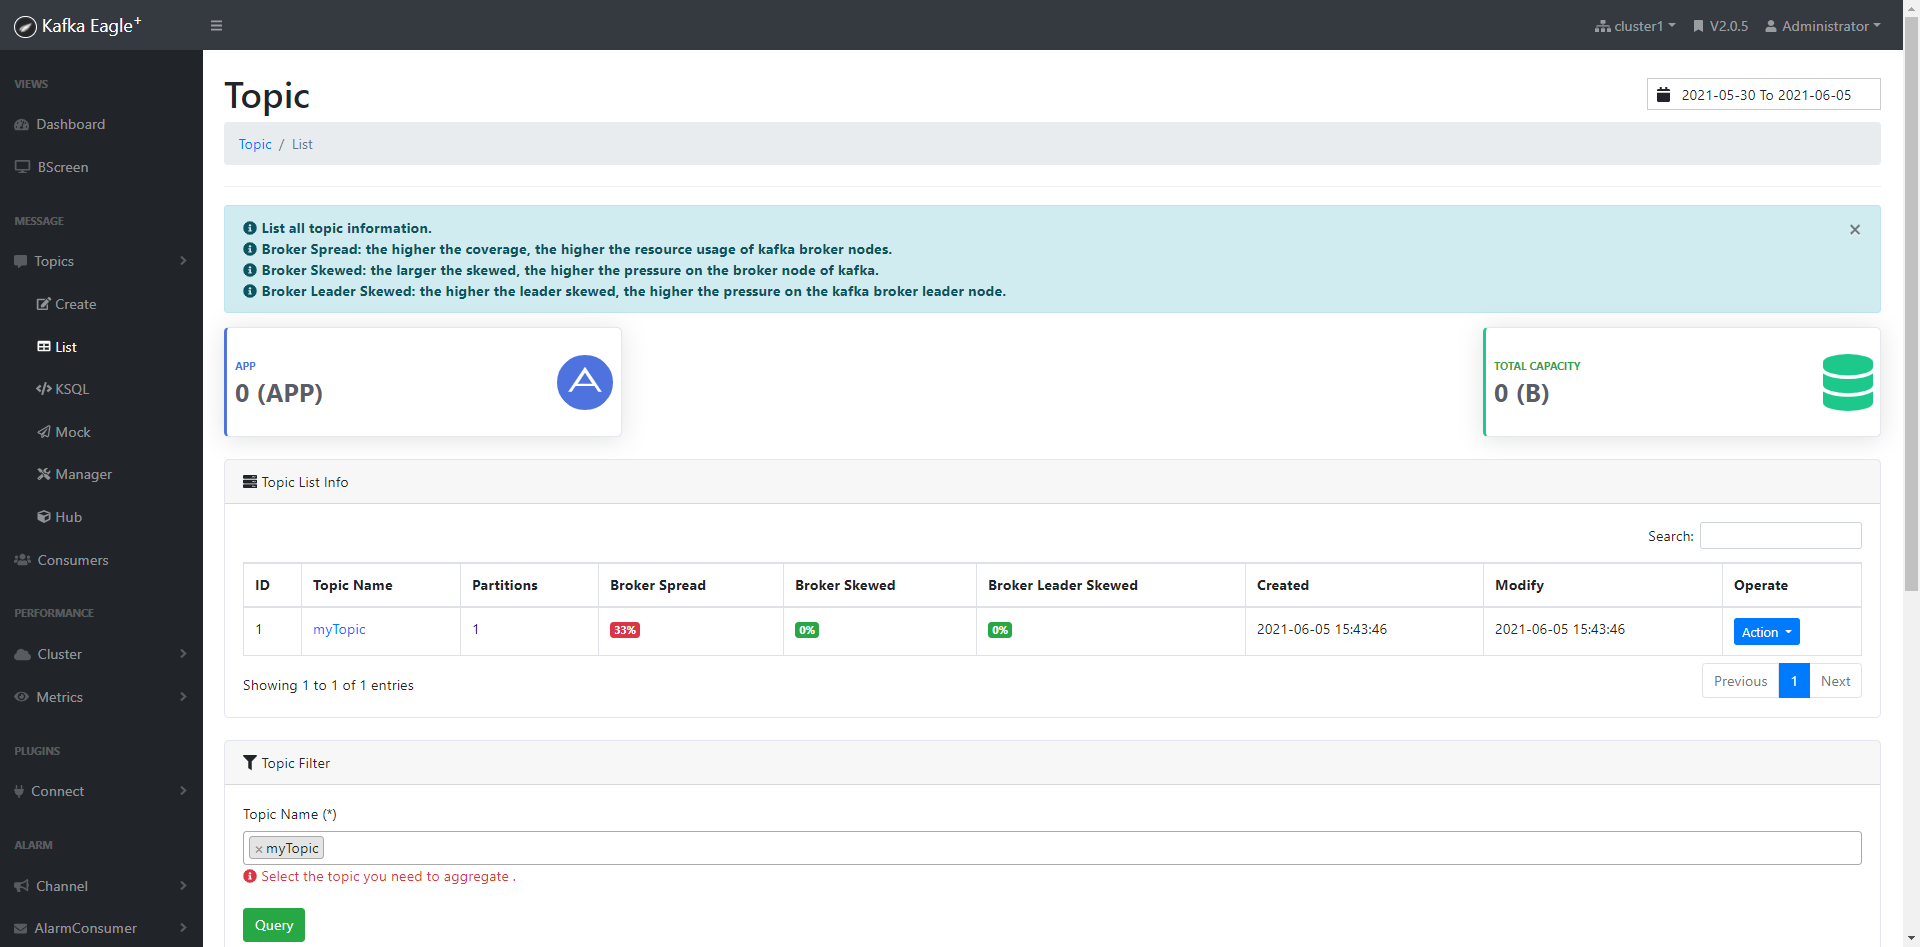 Kafka Eagle+
cluster1
V2.0.5
Administrator
VIEWS
Dashboard
BScreen
MESSAGE
Topics
Create
List
KSQL
Mock
Manager
Hub
Consumers
PERFORMANCE
Cluster
Metrics
PLUGINS
Connect
ALARM
Channel
AlarmConsumer
Topic
2021-05-30 To 2021-06-05
Topic / List
List all topic information.
×
Broker Spread: the higher the coverage, the higher the resource usage of kafka broker nodes.
Broker Skewed: the larger the skewed, the higher the pressure on the broker node of kafka.
Broker Leader Skewed: the higher the leader skewed, the higher the pressure on the kafka broker leader node.
APP
0 (APP)
TOTAL CAPACITY
0 (B)
Topic List Info
Search:
ID Topic Name Partitions Broker Spread Broker Skewed Broker Leader Skewed Created Modify Operate
1 myTopic 1 33% 0% 0% 2021-06-05 15:43:46 2021-06-05 15:43:46 Action
Showing 1 to 1 of 1 entries
Previous 1 Next
Topic Filter
Topic Name (*)
× myTopic
Select the topic you need to aggregate .
Query